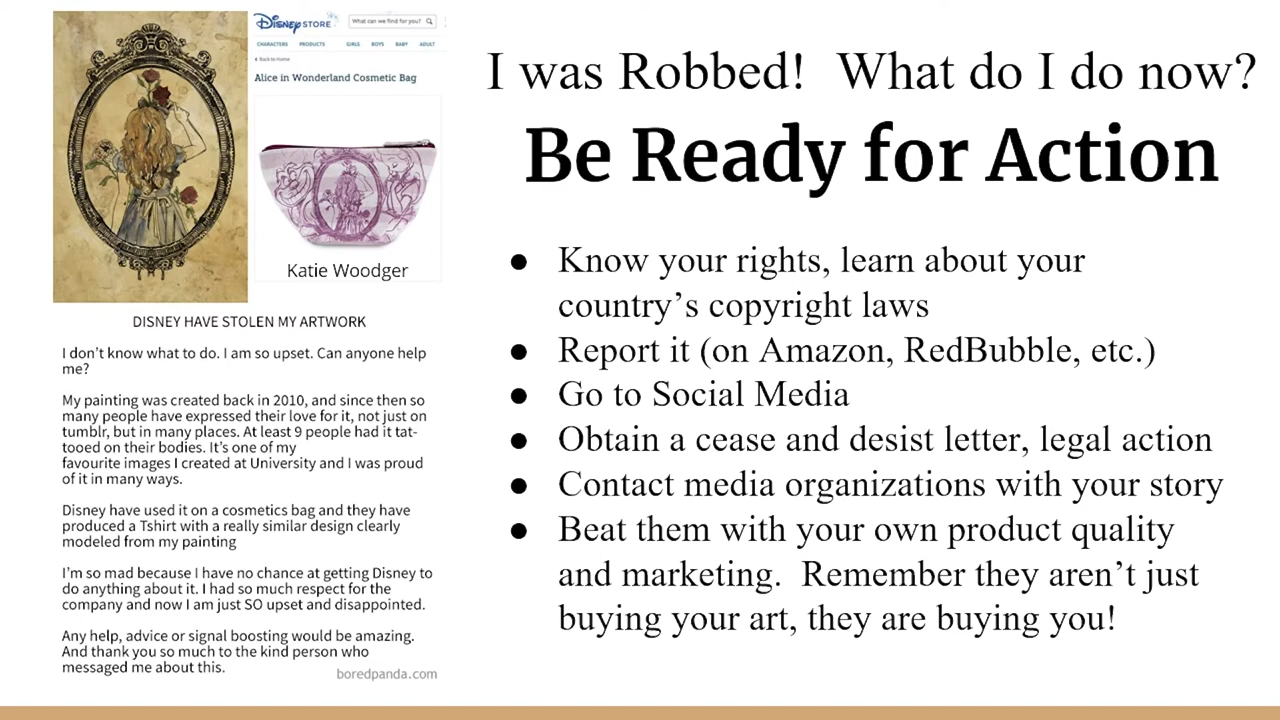 Disney STORE
What can we find for you?
CHARACTERS PRODUCTS GIRLS BOYS BABY ADULT
Back to Home
Alice in Wonderland Cosmetic Bag
Katie Woodger
DISNEY HAVE STOLEN MY ARTWORK
I don't know what to do. I am so upset. Can anyone help
me?
My painting was created back in 2010, and since then so
many people have expressed their love for it, not just on
tumblr, but in many places. At least 9 people had it tat-
tooed on their bodies. It's one of my
favourite images I created at University and I was proud
of it in many ways.
Disney have used it on a cosmetics bag and they have
produced a Tshirt with a really similar design clearly
modeled from my painting
I'm so mad because I have no chance at getting Disney to
do anything about it. I had so much respect for the
company and now I am just SO upset and disappointed.
Any help, advice or signal boosting would be amazing.
And thank you so much to the kind person who
messaged me about this.
boredpanda.com
I was Robbed!  What do I do now?
Be Ready for Action
● Know your rights, learn about your
country's copyright laws
● Report it (on Amazon, RedBubble, etc.)
● Go to Social Media
● Obtain a cease and desist letter, legal action
● Contact media organizations with your story
● Beat them with your own product quality
and marketing.  Remember they aren't just
buying your art, they are buying you!